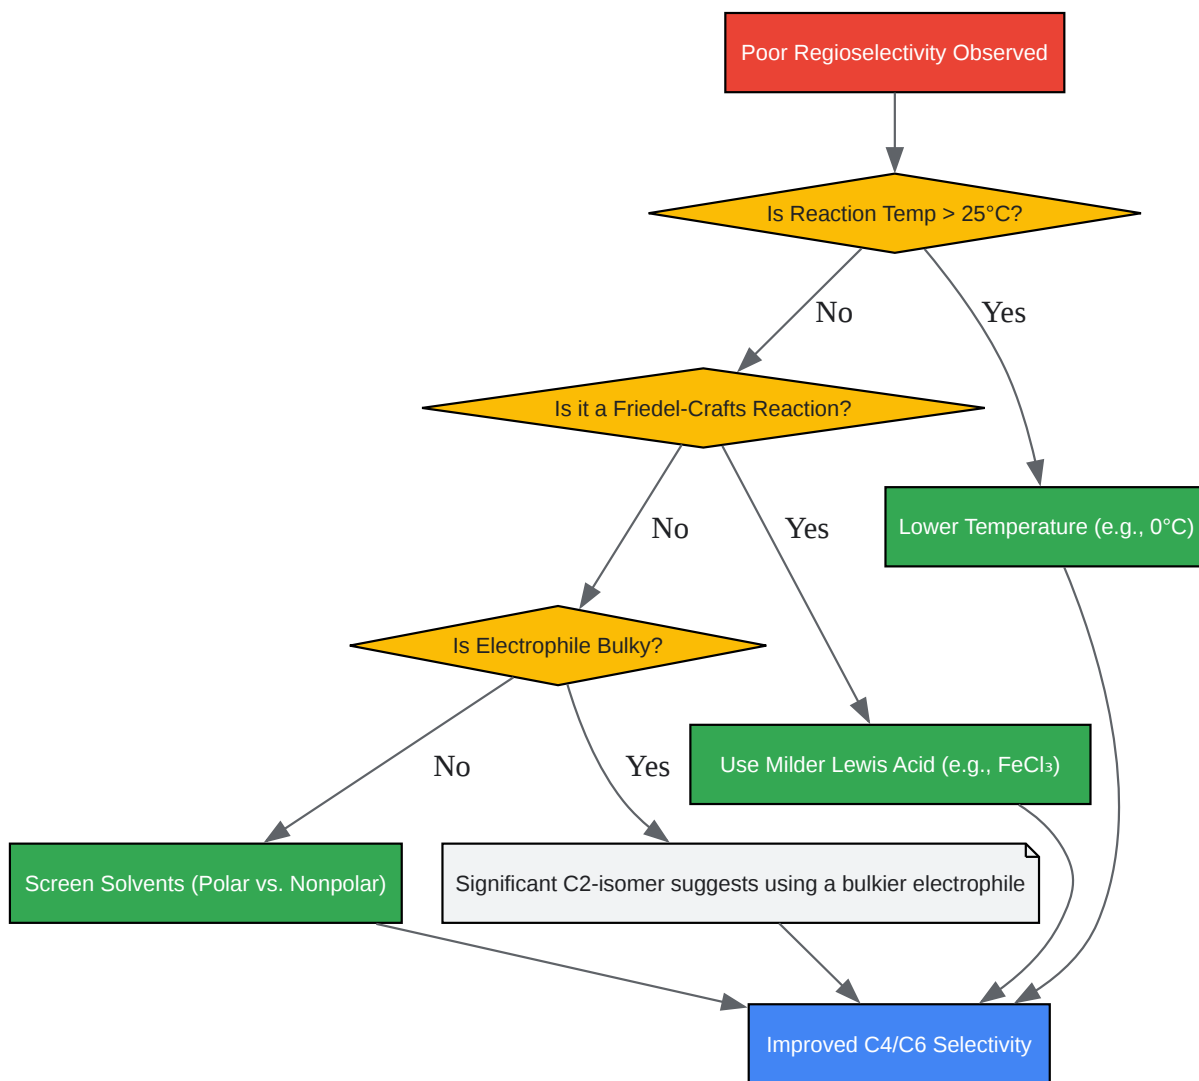 Poor Regioselectivity Observed
Is Reaction Temp > 25°C?
No
Yes
Is it a Friedel-Crafts Reaction?
Lower Temperature (e.g., 0°C)
No
Yes
Is Electrophile Bulky?
Use Milder Lewis Acid (e.g., FeCl₃)
No
Yes
Screen Solvents (Polar vs. Nonpolar)
Significant C2-isomer suggests using a bulkier electrophile
Improved C4/C6 Selectivity